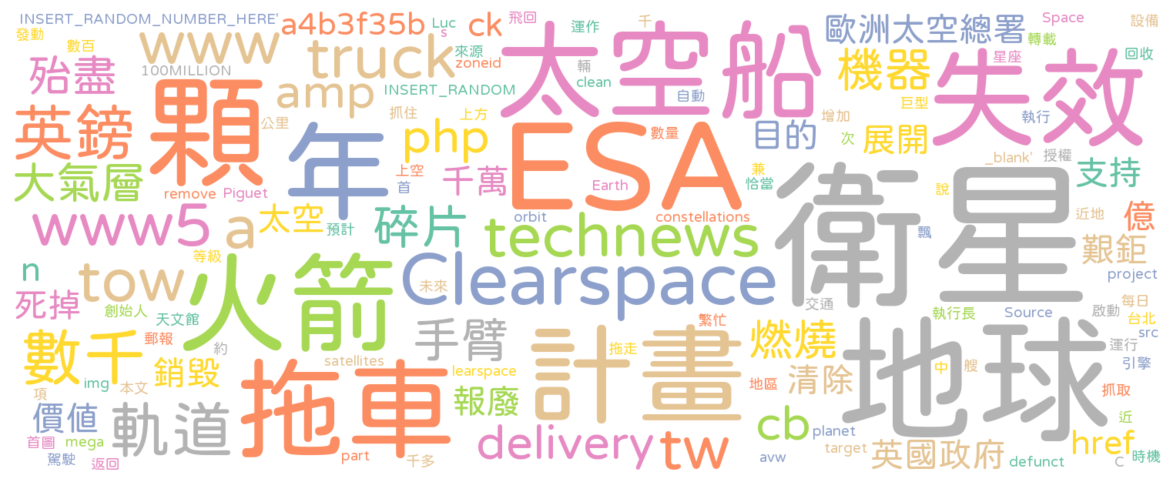 INSERT_RANDOM_NUMBER_HERE'
a4b3f35b
Luc
s
ck
飛回
運作
千
歐洲太空總署
Space
設備
發動
數百
www
truck
來源
zoneid
輛
clean
太空船
轉載
星座
回收
殆盡
100MILLION
amp
INSERT_RANDOM
自動
機器
巨型
失效
英鎊
顆
公里
年
抓住
上方
php
ESA
數量
目的
增加
次
展開
執行
_blank'
授權
支持
大氣層
remove
Piguet
上空
首
千萬
Earth
兼
恰當
衛星
說
近地
億
www5
a
太空
預計
碎片
orbit
constellations
technews
飄
艱鉅
n
tow
等級
火箭
未來
Clearspace
交通
project
死掉
創始人
天文館
郵報
約
手臂
計畫
繁忙
拖走
燃燒
地球
執行長
Source
啟動
每日
台北
src
數千
銷毀
拖車
satellites
learspace
報廢
地區
清除
中
艘
運行
引擎
抓取
img
本文
項
價值
軌道
首圖
mega
駕駛
返回
part
千多
delivery
tw
cb
planet
avw
target
英國政府
defunct
近
href
C
時機